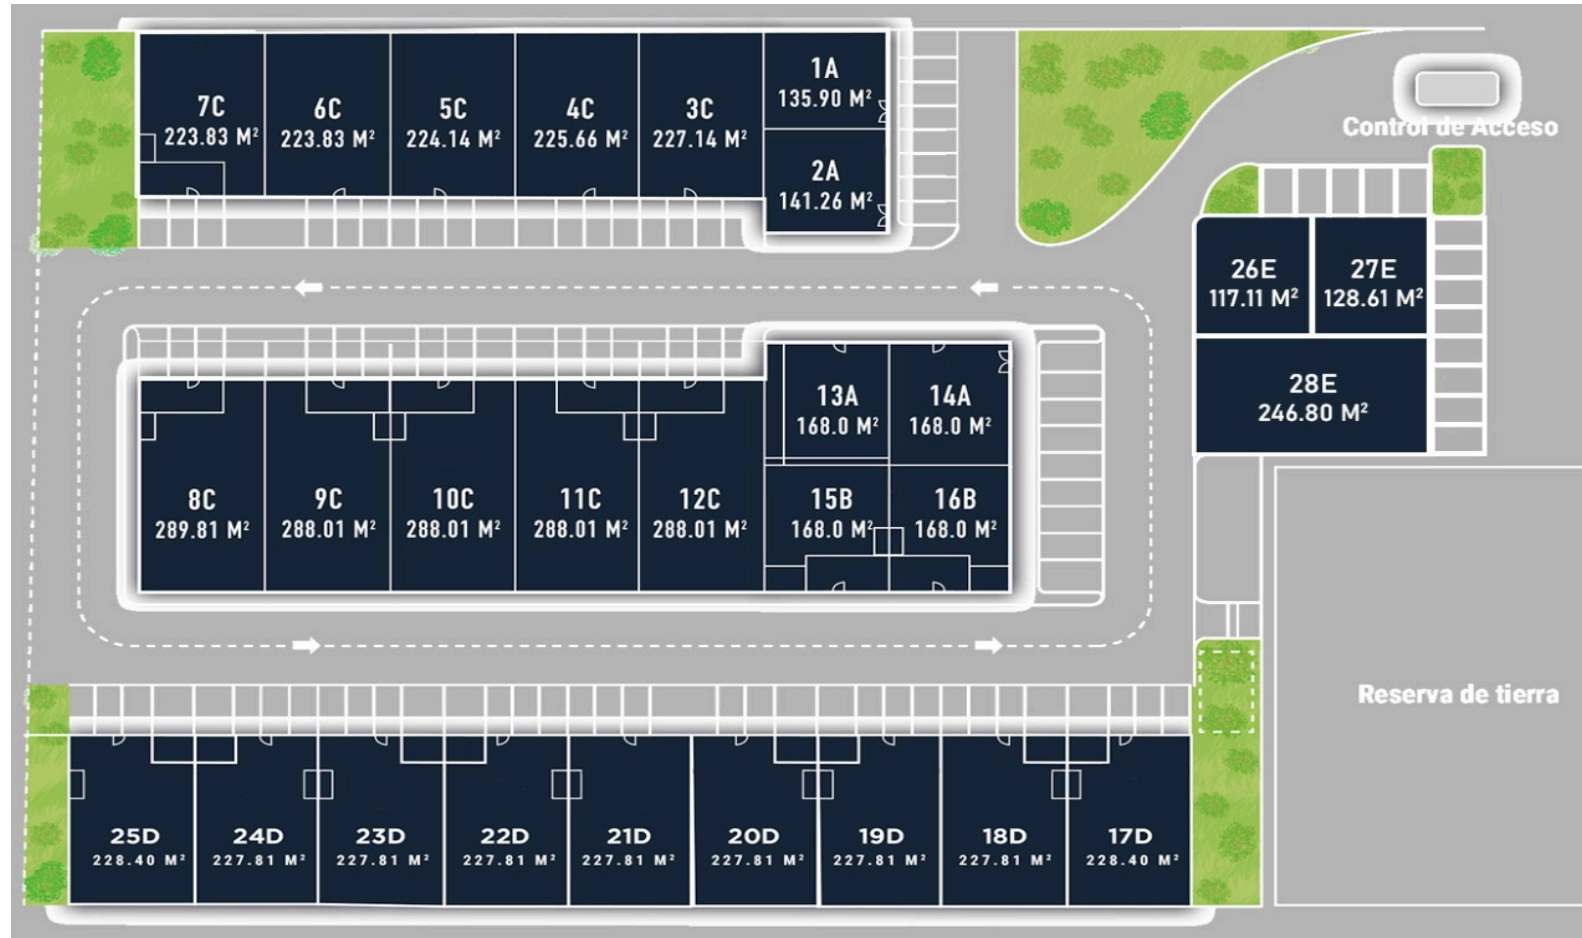 7C
223.83 M²
6C
223.83 M²
5C
224.14 M²
4C
225.66 M²
3C
227.14 M²
1A
135.90 M²
2A
141.26 M²
Control de Acceso
26E
117.11 M²
27E
128.61 M²
28E
246.80 M²
13A
168.0 M²
14A
168.0 M²
8C
289.81 M²
9C
288.01 M²
10C
288.01 M²
11C
288.01 M²
12C
288.01 M²
15B
168.0 M²
16B
168.0 M²
Reserva de tierra
25D
228.40 M²
24D
227.81 M²
23D
227.81 M²
22D
227.81 M²
21D
227.81 M²
20D
227.81 M²
19D
227.81 M²
18D
227.81 M²
17D
228.40 M²